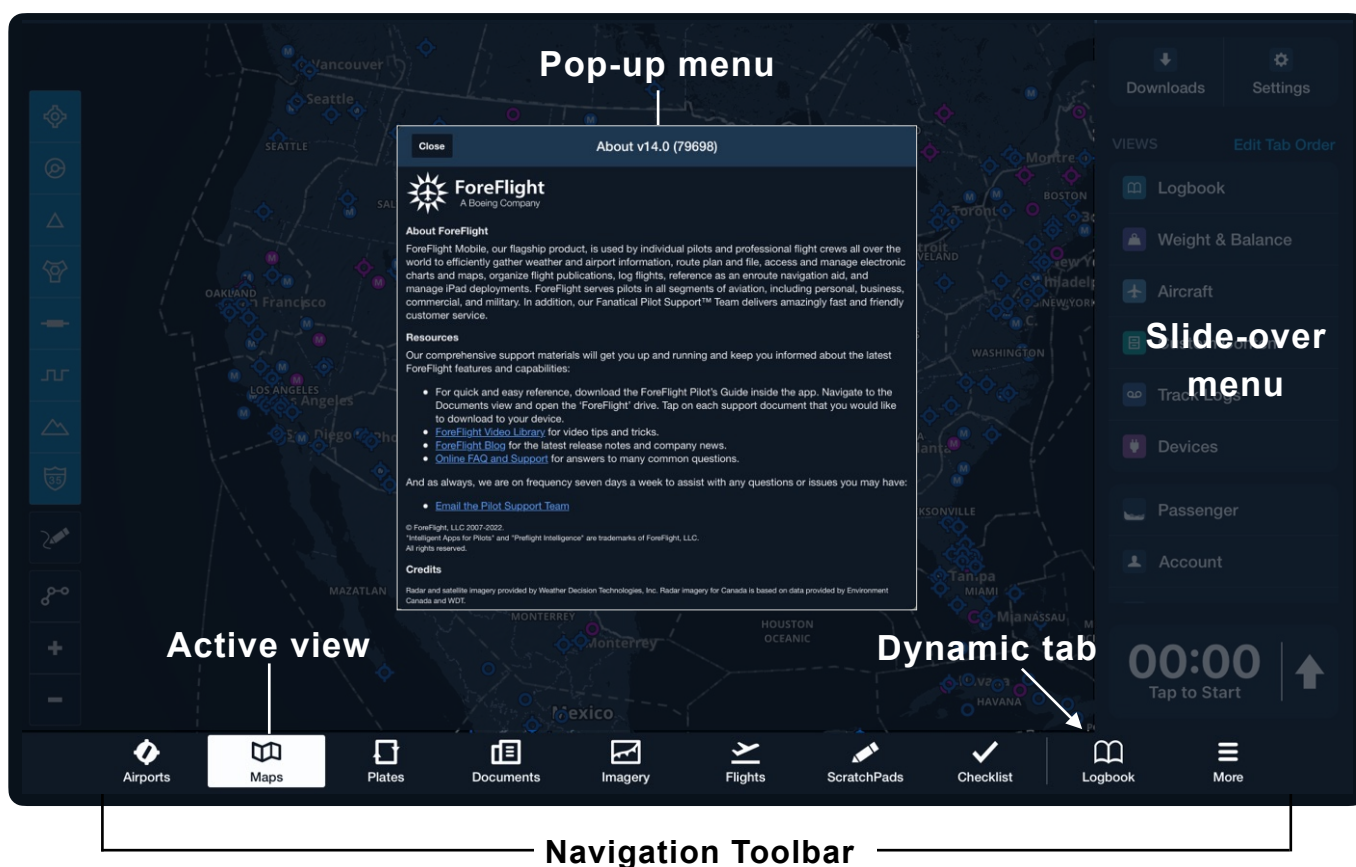 Pop-up menu
Vancouver
Seattle
SEATTLE
Downloads
Settings
VIEWS
Edit Tab Order
Logbook
Weight & Balance
Aircraft
Slide-over
menu
Track Logs
Devices
Passenger
Account
00:00
Tap to Start
Close
About v14.0 (79698)
ForeFlight
A Boeing Company
About ForeFlight
ForeFlight Mobile, our flagship product, is used by individual pilots and professional flight crews all over the
world to efficiently gather weather and airport information, route plan and file, access and manage electronic
charts and maps, organize flight publications, log flights, reference as an enroute navigation aid, and
manage iPad deployments. ForeFlight serves pilots in all segments of aviation, including personal, business,
commercial, and military. In addition, our Fanatical Pilot Support™ Team delivers amazingly fast and friendly
customer service.
Resources
Our comprehensive support materials will get you up and running and keep you informed about the latest
ForeFlight features and capabilities:
• For quick and easy reference, download the ForeFlight Pilot's Guide inside the app. Navigate to the
Documents view and open the 'ForeFlight' drive. Tap on each support document that you would like
to download to your device.
• ForeFlight Video Library for video tips and tricks.
• ForeFlight Blog for the latest release notes and company news.
• Online FAQ and Support for answers to many common questions.
And as always, we are on frequency seven days a week to assist with any questions or issues you may have:
• Email the Pilot Support Team
© ForeFlight, LLC 2007-2022.
"Intelligent Apps for Pilots" and "Preflight Intelligence" are trademarks of ForeFlight, LLC.
All rights reserved.
Credits
Radar and satellite imagery provided by Weather Decision Technologies, Inc. Radar imagery for Canada is based on data provided by Environment
Canada and WDT.
OAKLAND
Francisco
LOS ANGELES
Angeles
Diego
MAZATLAN
MONTERREY
Monterrey
HOUSTON
OCEANIC
Mexico
BOSTON
Toronto
NEW YORK
WASHINGTON
Tampa
MIAMI
NASSAU
HAVANA
35
Active view
Dynamic tab
Airports
Maps
Plates
Documents
Imagery
Flights
ScratchPads
Checklist
Logbook
More
Navigation Toolbar